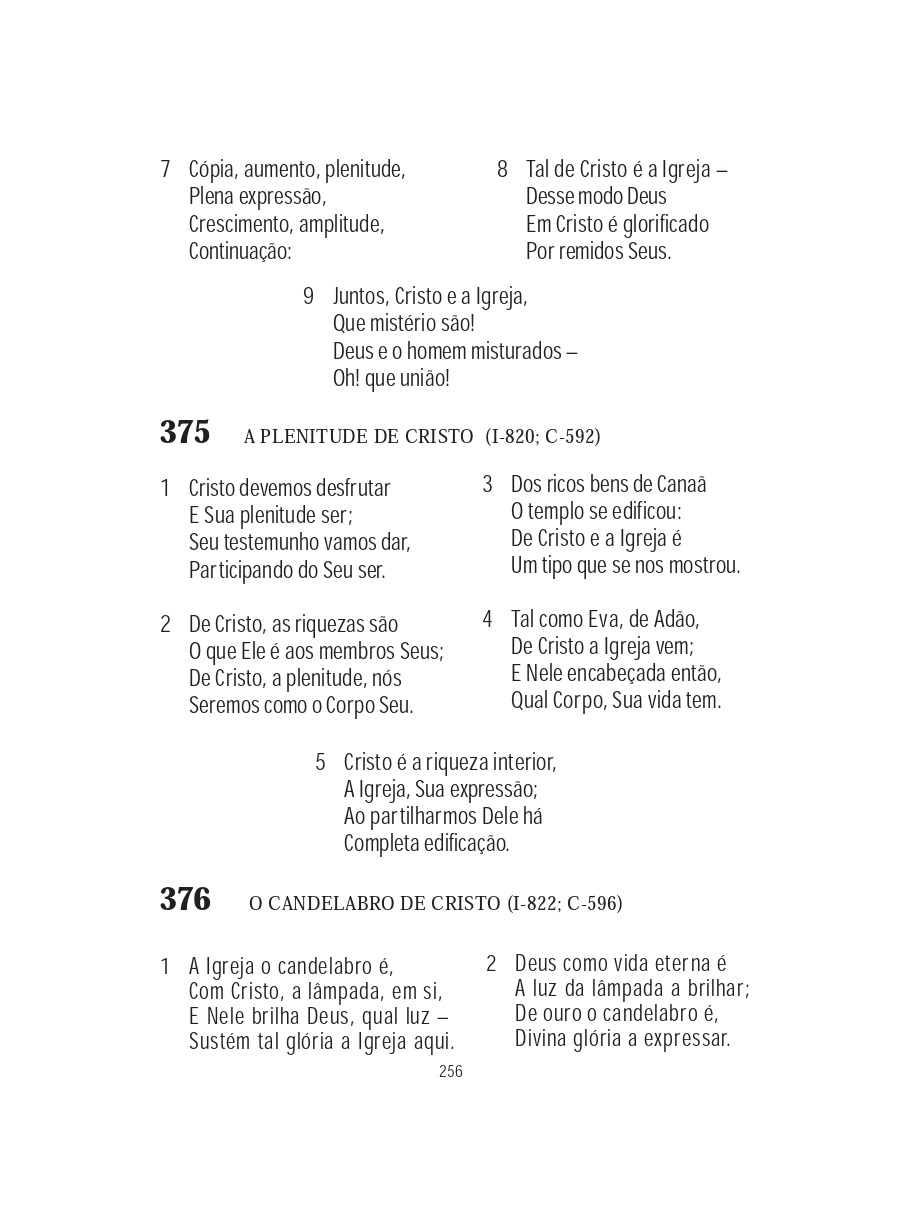 7 Cópia, aumento, plenitude,
Plena expressão,
Crescimento, amplitude,
Continuação:
8 Tal de Cristo é a Igreja –
Desse modo Deus
Em Cristo é glorificado
Por remidos Seus.
9 Juntos, Cristo e a Igreja,
Que mistério são!
Deus e o homem misturados –
Oh! que união!
375 A PLENITUDE DE CRISTO (I-820; C-592)
1 Cristo devemos desfrutar
E Sua plenitude ser;
Seu testemunho vamos dar,
Participando do Seu ser.
2 De Cristo, as riquezas são
O que Ele é aos membros Seus;
De Cristo, a plenitude, nós
Seremos como o Corpo Seu.
3 Dos ricos bens de Canaã
O templo se edificou:
De Cristo e a Igreja é
Um tipo que se nos mostrou.
4 Tal como Eva, de Adão,
De Cristo a Igreja vem;
E Nele encabeçada então,
Qual Corpo, Sua vida tem.
5 Cristo é a riqueza interior,
A Igreja, Sua expressão;
Ao partilharmos Dele há
Completa edificação.
376 O CANDELABRO DE CRISTO (I-822; C-596)
1 A Igreja o candelabro é,
Com Cristo, a lâmpada, em si,
E Nele brilha Deus, qual luz –
Sustém tal glória a Igreja aqui.
2 Deus como vida eterna é
A luz da lâmpada a brilhar;
De ouro o candelabro é,
Divina glória a expressar.
256